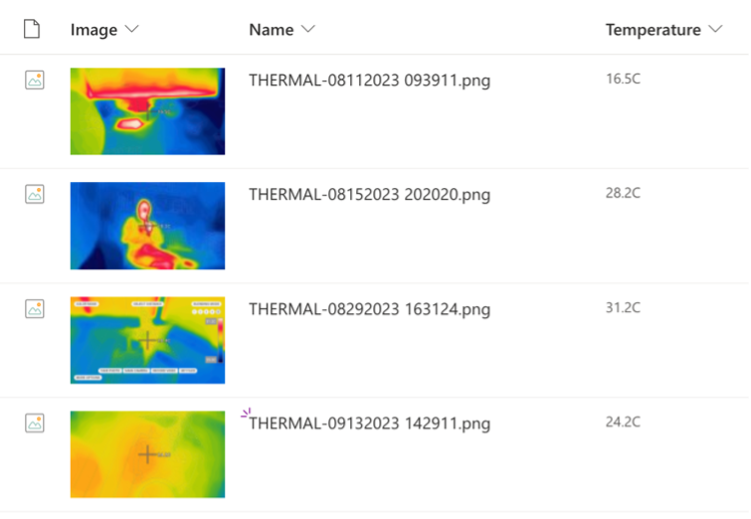 Image Name Temperature
THERMAL-08112023 093911.png 16.5C
THERMAL-08152023 202020.png 28.2C
THERMAL-08292023 163124.png 31.2C
THERMAL-09132023 142911.png 24.2C